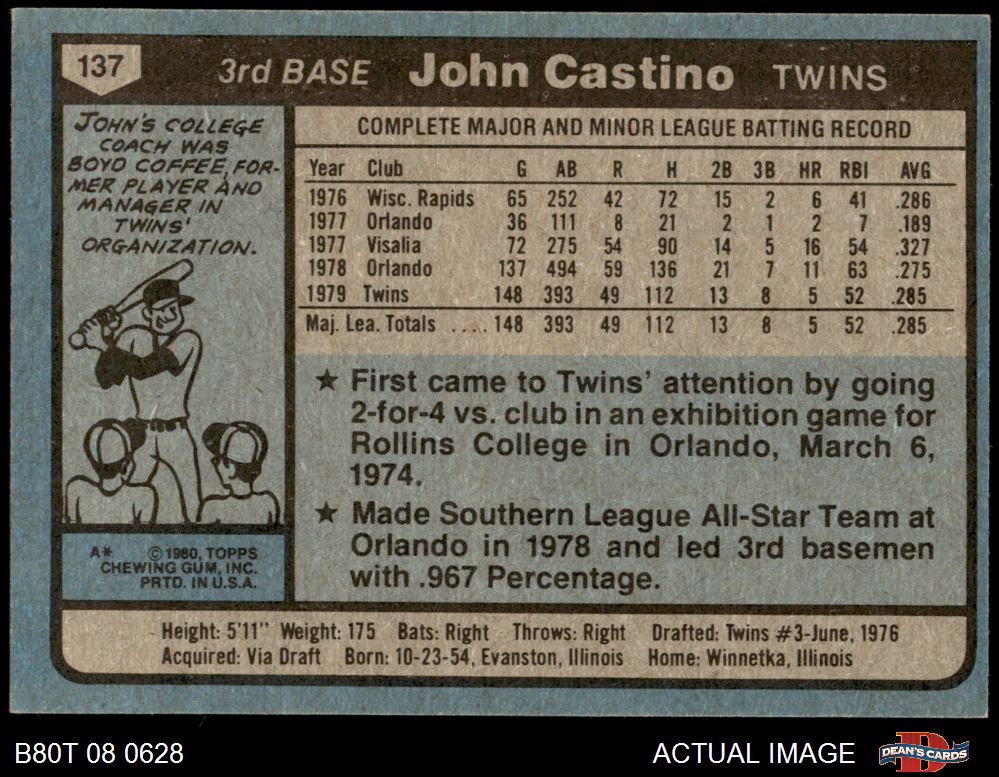 137 3rd BASE John Castino TWINS
JOHN'S COLLEGE
COACH WAS
BOYD COFFEE, FOR-
MER PLAYER AND
MANAGER IN
TWINS'
ORGANIZATION.
A* ©1980, TOPPS
CHEWING GUM, INC.
PRTD. IN U.S.A.
COMPLETE MAJOR AND MINOR LEAGUE BATTING RECORD
Year Club G AB R H 2B 3B HR RBI AVG
1976 Wisc. Rapids 65 252 42 72 15 2 6 41 .286
1977 Orlando 36 111 8 21 2 1 2 7 .189
1977 Visalia 72 275 54 90 14 5 16 54 .327
1978 Orlando 137 494 59 136 21 7 11 63 .275
1979 Twins 148 393 49 112 13 8 5 52 .285
Maj. Lea. Totals .... 148 393 49 112 13 8 5 52 .285
★ First came to Twins' attention by going
2-for-4 vs. club in an exhibition game for
Rollins College in Orlando, March 6,
1974.
★ Made Southern League All-Star Team at
Orlando in 1978 and led 3rd basemen
with .967 Percentage.
Height: 5'11" Weight: 175 Bats: Right Throws: Right Drafted: Twins #3-June, 1976
Acquired: Via Draft Born: 10-23-54, Evanston, Illinois Home: Winnetka, Illinois
B80T 08 0628 ACTUAL IMAGE DEAN'S CARDS